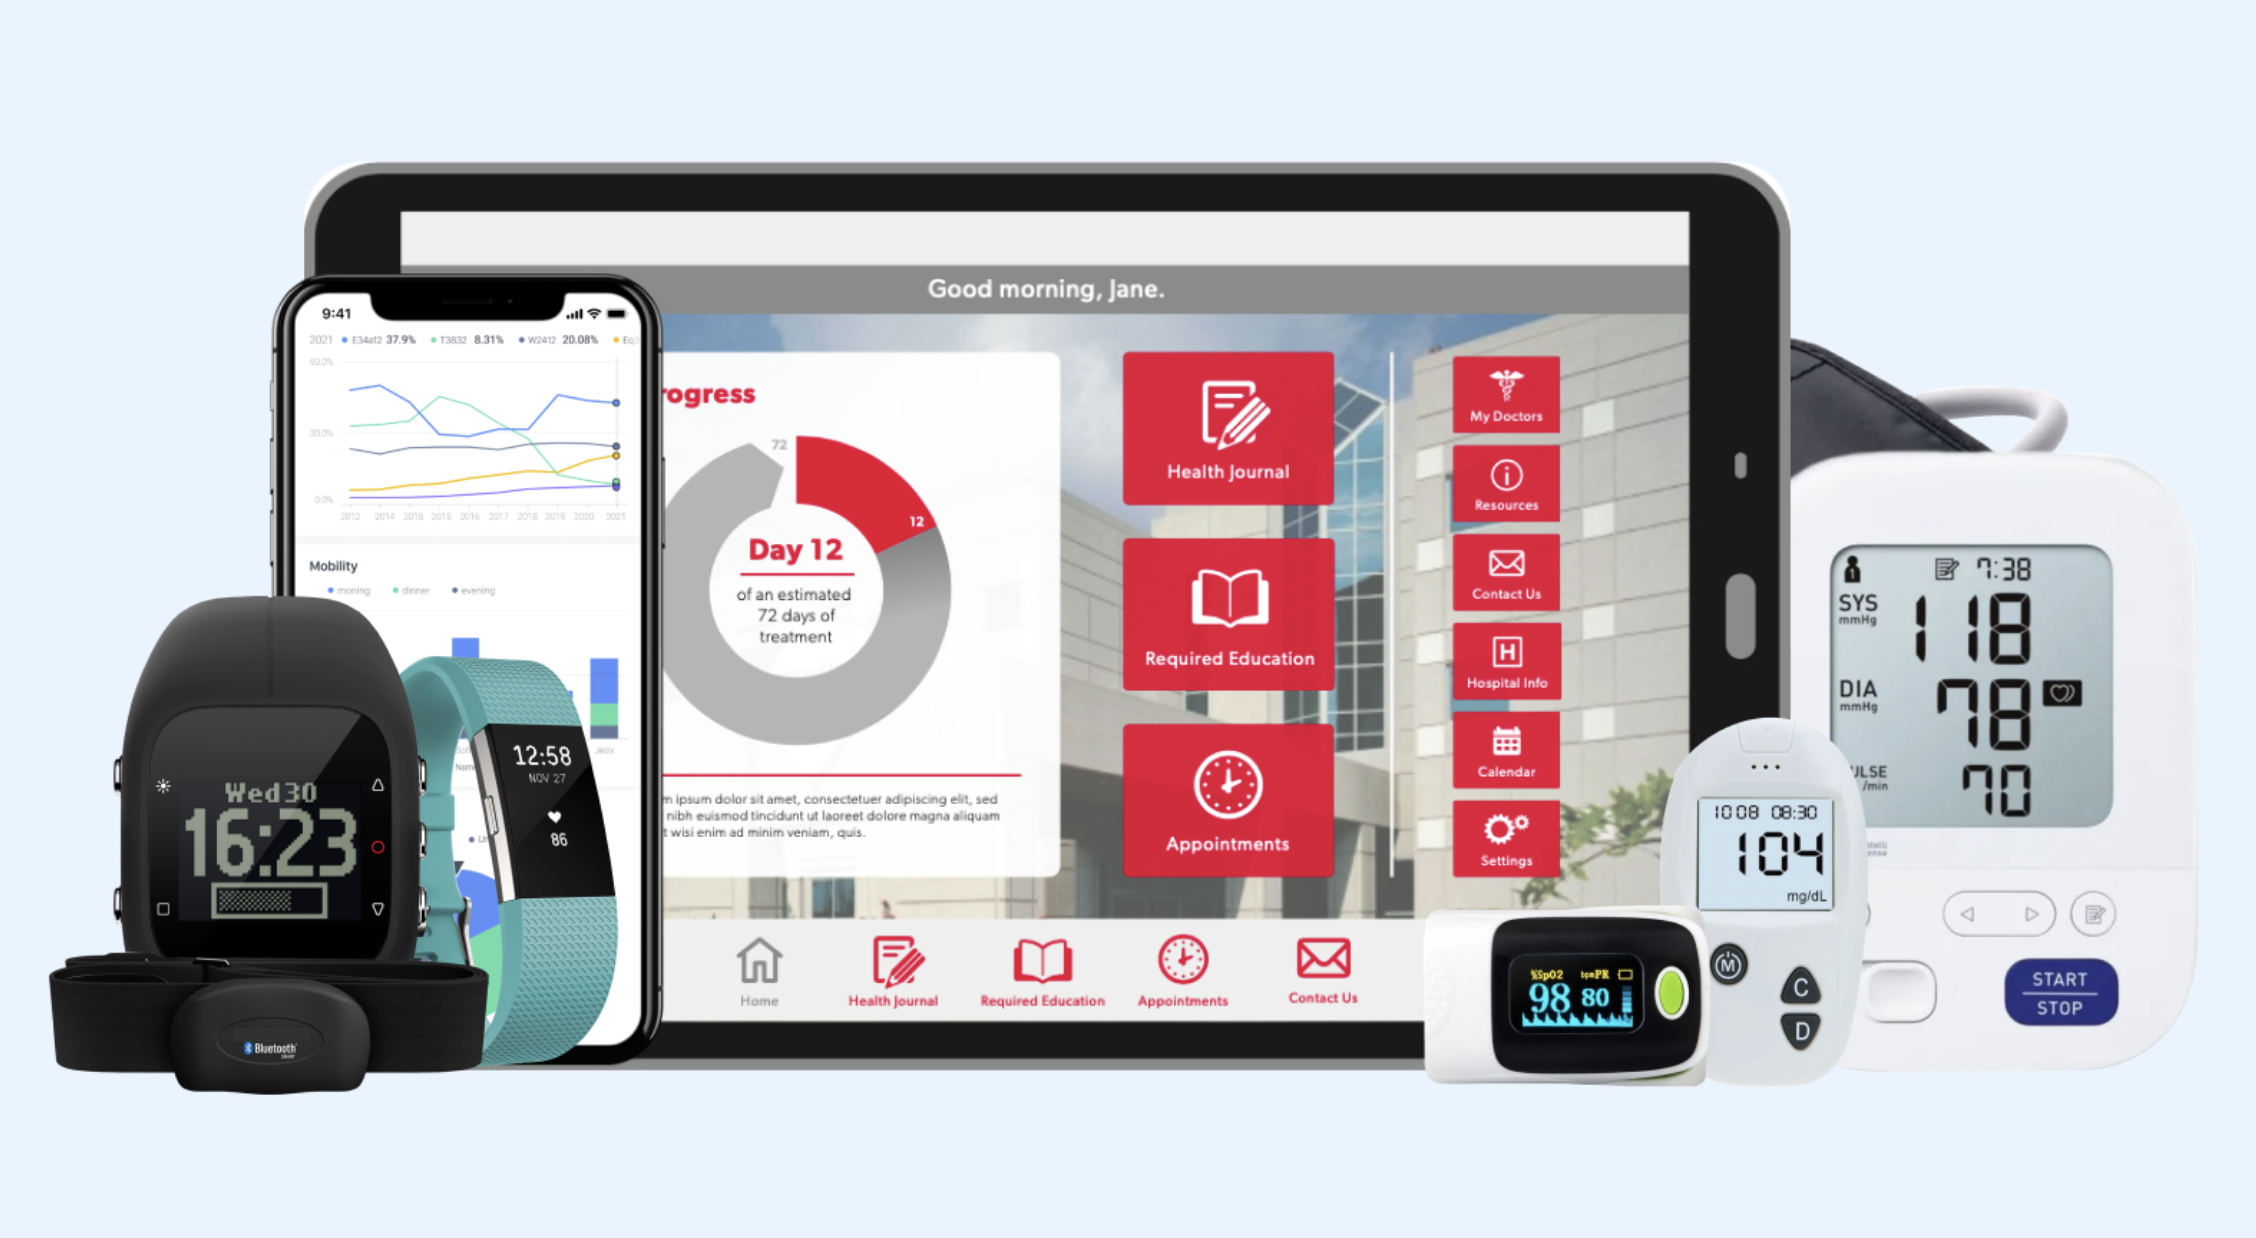 Good morning, Jane.
9:41
2021 E34a12 37.9% T3832 8.31% W2412 20.08%
60.0%
30.0%
0.0%
2012 2014 2015 2015 2016 2017 2018 2019 2020 2021
Mobility
moning dinner evening
Jesix
rogress
72
12
Day 12
of an estimated
72 days of
treatment
m ipsum dolor sit amet, consectetuer adipiscing elit, sed
nibh euismod tincidunt ut laoreet dolore magna aliquam
t wisi enim ad minim veniam, quis.
Health Journal
Required Education
Appointments
My Doctors
Resources
Contact Us
Hospital Info
Calendar
Settings
Home
Health Journal
Required Education
Appointments
Contact Us
Wed 30
16:23
Bluetooth
SMART
12:58
NOV 27
86
%SpO2 bpmPR
98 80
1008 08:30
104
mg/dL
M
C
D
7:38
SYS
mmHg
118
DIA
mmHg
78
ULSE
/min
70
START
STOP